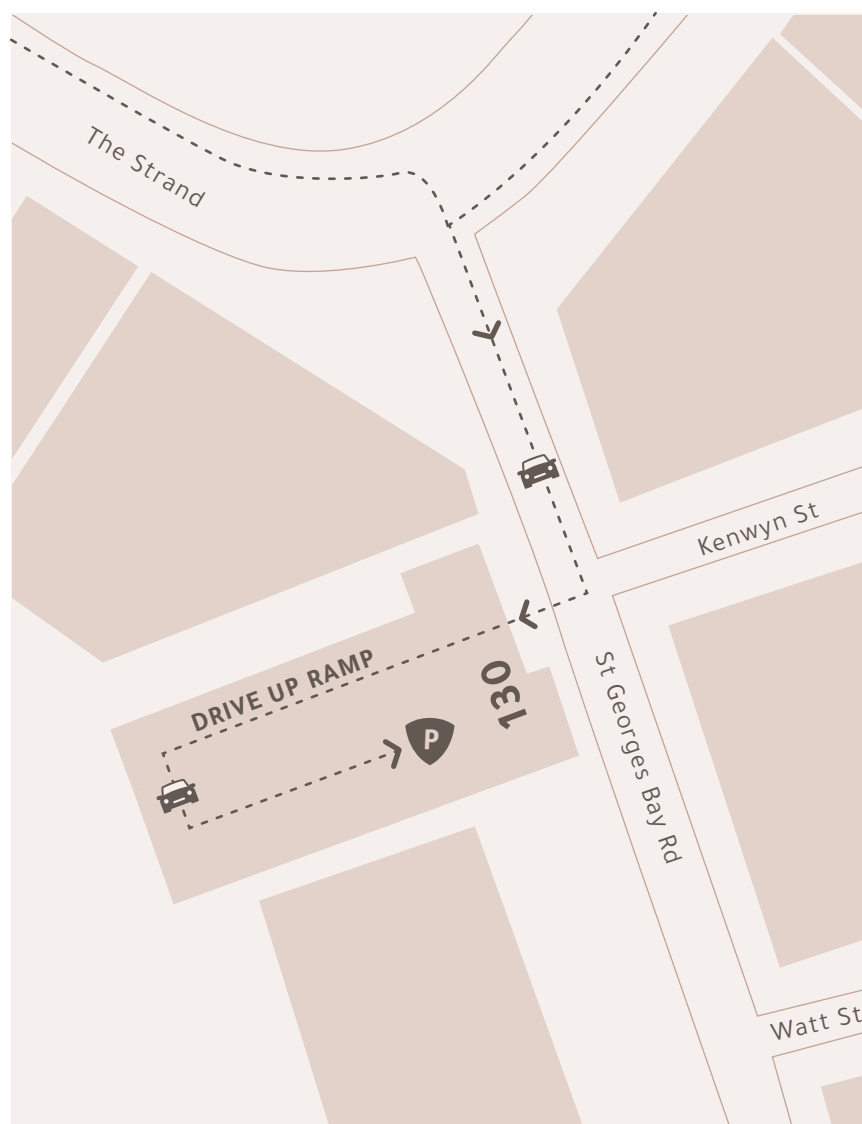 The Strand
Kenwyn St
DRIVE UP RAMP
130
P
St Georges Bay Rd
Watt St